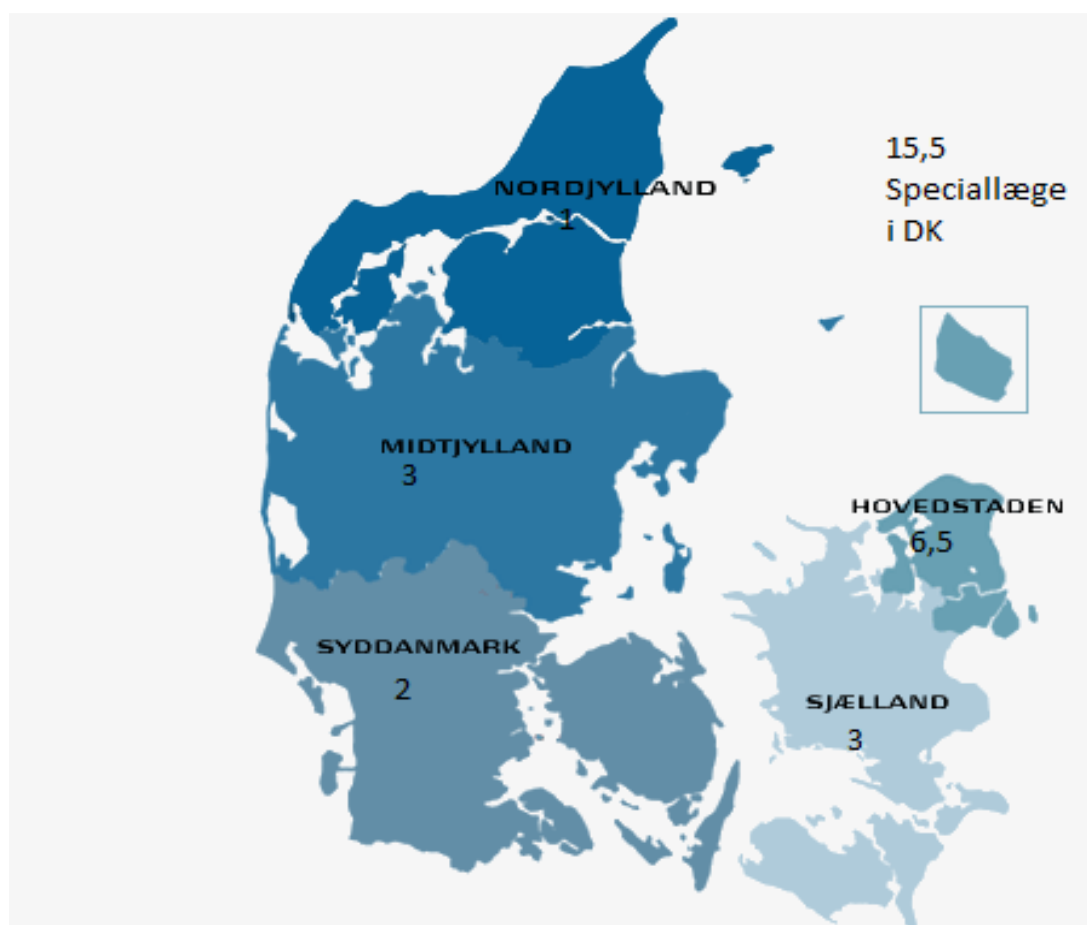 15,5
Speciallæge
i DK
NORDJYLLAND
1
MIDTJYLLAND
3
HOVEDSTADEN
6,5
SYDDANMARK
2
SJÆLLAND
3